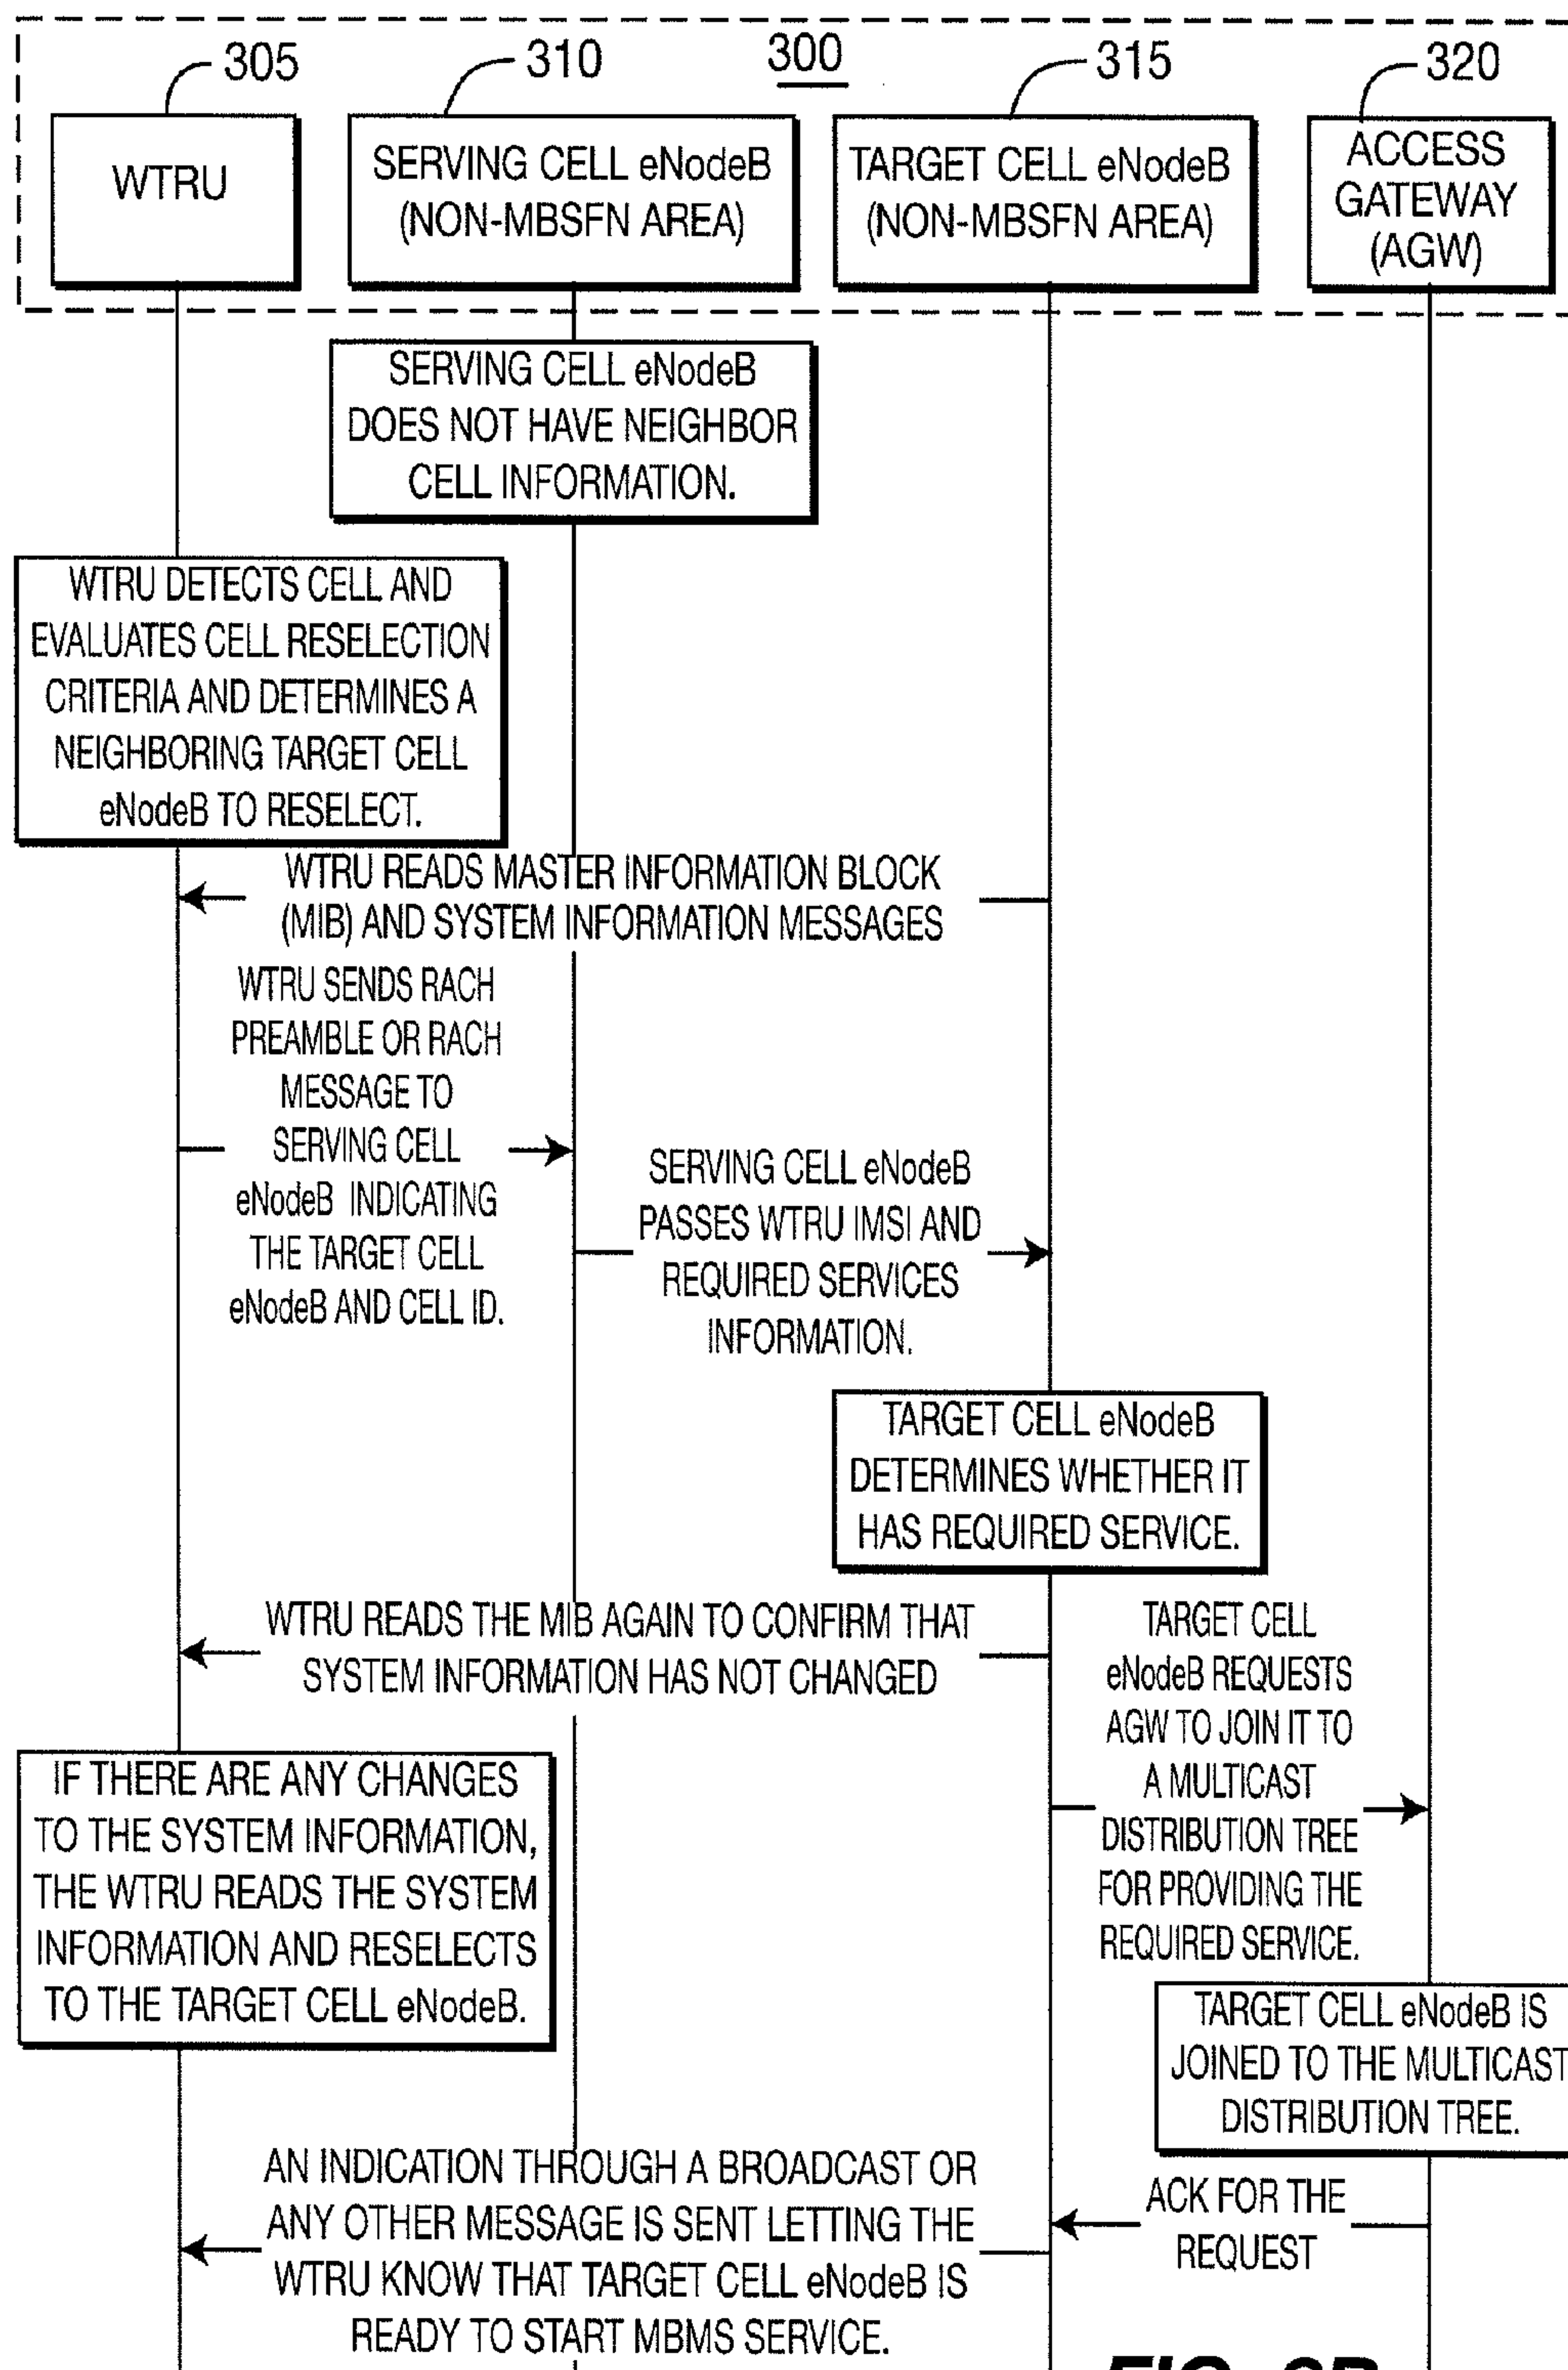 305
310
300
315
320
WTRU
SERVING CELL eNodeB
(NON-MBSFN AREA)
TARGET CELL eNodeB
(NON-MBSFN AREA)
ACCESS
GATEWAY
(AGW)
SERVING CELL eNodeB
DOES NOT HAVE NEIGHBOR
CELL INFORMATION.
WTRU DETECTS CELL AND
EVALUATES CELL RESELECTION
CRITERIA AND DETERMINES A
NEIGHBORING TARGET CELL
eNodeB TO RESELECT.
WTRU READS MASTER INFORMATION BLOCK
(MIB) AND SYSTEM INFORMATION MESSAGES
WTRU SENDS RACH
PREAMBLE OR RACH
MESSAGE TO
SERVING CELL
eNodeB INDICATING
THE TARGET CELL
eNodeB AND CELL ID.
SERVING CELL eNodeB
PASSES WTRU IMSI AND
REQUIRED SERVICES
INFORMATION.
TARGET CELL eNodeB
DETERMINES WHETHER IT
HAS REQUIRED SERVICE.
WTRU READS THE MIB AGAIN TO CONFIRM THAT
SYSTEM INFORMATION HAS NOT CHANGED
TARGET CELL
eNodeB REQUESTS
AGW TO JOIN IT TO
A MULTICAST
DISTRIBUTION TREE
FOR PROVIDING THE
REQUIRED SERVICE.
IF THERE ARE ANY CHANGES
TO THE SYSTEM INFORMATION,
THE WTRU READS THE SYSTEM
INFORMATION AND RESELECTS
TO THE TARGET CELL eNodeB.
TARGET CELL eNodeB IS
JOINED TO THE MULTICAST
DISTRIBUTION TREE.
AN INDICATION THROUGH A BROADCAST OR
ANY OTHER MESSAGE IS SENT LETTING THE
WTRU KNOW THAT TARGET CELL eNodeB IS
READY TO START MBMS SERVICE.
ACK FOR THE
REQUEST
FIG.